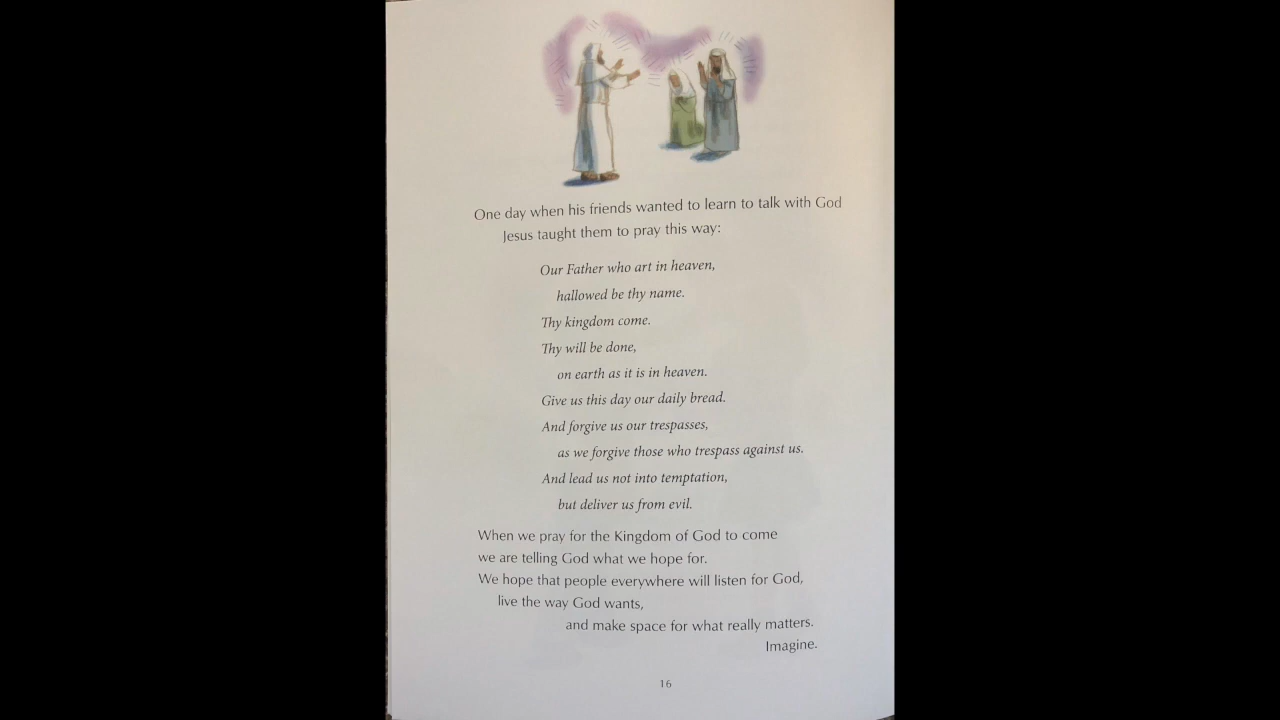 One day when his friends wanted to learn to talk with God
Jesus taught them to pray this way:
Our Father who art in heaven,
hallowed be thy name.
Thy kingdom come.
Thy will be done,
on earth as it is in heaven.
Give us this day our daily bread.
And forgive us our trespasses,
as we forgive those who trespass against us.
And lead us not into temptation,
but deliver us from evil.
When we pray for the Kingdom of God to come
we are telling God what we hope for.
We hope that people everywhere will listen for God,
live the way God wants,
and make space for what really matters.
Imagine.
16